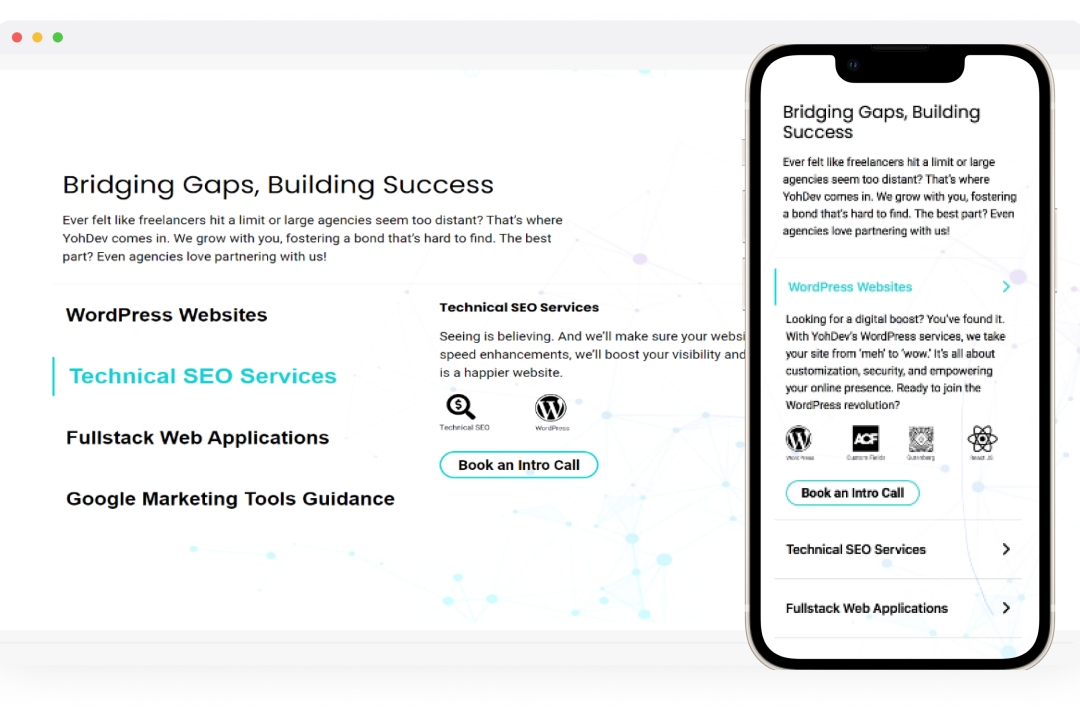 Bridging Gaps, Building Success
Ever felt like freelancers hit a limit or large agencies seem too distant? That's where
YohDev comes in. We grow with you, fostering a bond that's hard to find. The best
part? Even agencies love partnering with us!
WordPress Websites
Technical SEO Services
Fullstack Web Applications
Google Marketing Tools Guidance
Technical SEO Services
Seeing is believing. And we'll make sure your websi
speed enhancements, we'll boost your visibility and
is a happier website.
Technical SEO
WordPress
Book an Intro Call
Bridging Gaps, Building
Success
Ever felt like freelancers hit a limit or large
agencies seem too distant? That's where
YohDev comes in. We grow with you, fostering
a bond that's hard to find. The best part? Even
agencies love partnering with us!
WordPress Websites
Looking for a digital boost? You've found it.
With YohDev's WordPress services, we take
your site from 'meh' to 'wow.' It's all about
customization, security, and empowering
your online presence. Ready to join the
WordPress revolution?
ACF
WordPress
Custom Fields
Gutenberg
React JS
Book an Intro Call
Technical SEO Services
Fullstack Web Applications